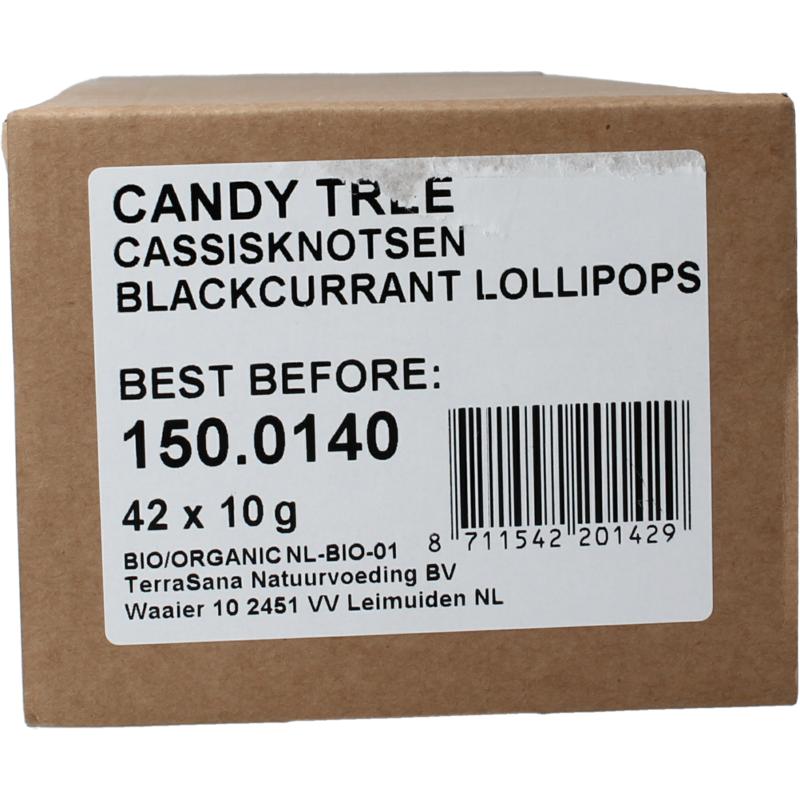 CANDY TREE
CASSISKNOTSEN
BLACKCURRANT LOLLIPOPS
BEST BEFORE:
150.0140
42 x 10 g
BIO/ORGANIC NL-BIO-01
TerraSana Natuurvoeding BV
Waaier 10 2451 VV Leimuiden NL
8 711542 201429